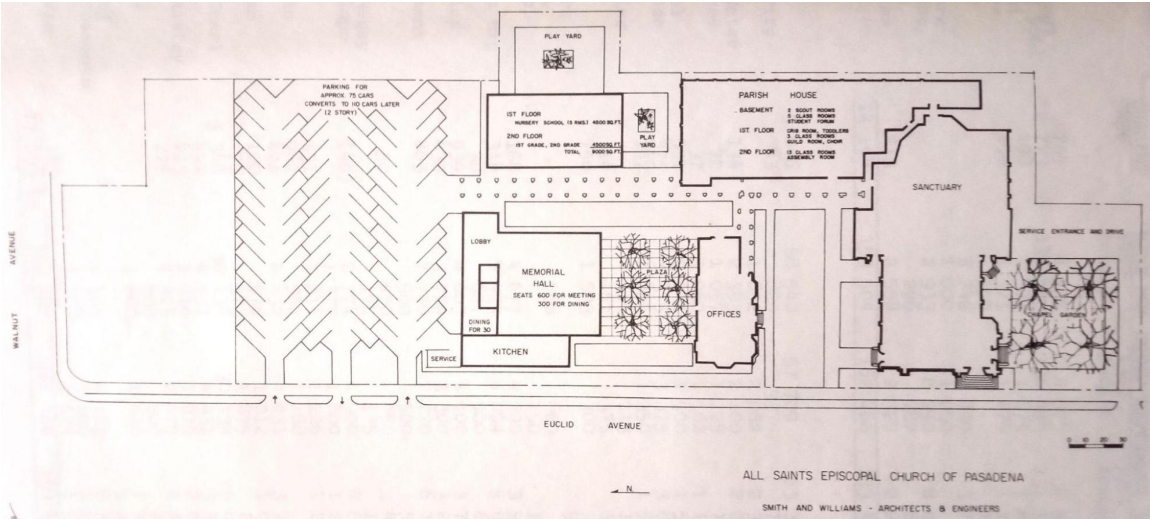 PLAY YARD
PARKING FOR
APPROX. 75 CARS
CONVERTS TO 110 CARS LATER
(2 STORY)
1ST FLOOR
NURSERY SCHOOL (5 RMS.) 4500 SQ. FT.
2ND FLOOR
1ST GRADE, 2ND GRADE 4500 SQ. FT.
TOTAL 9000 SQ. FT.
PLAY
YARD
PARISH HOUSE
BASEMENT 2 SCOUT ROOMS
5 CLASS ROOMS
STUDENT FORUM
1ST. FLOOR CRIB ROOM, TODDLERS
3 CLASS ROOMS
GUILD ROOM, CHOIR
2ND FLOOR 13 CLASS ROOMS
ASSEMBLY ROOM
SANCTUARY
SERVICE ENTRANCE AND DRIVE
LOBBY
MEMORIAL
HALL
SEATS 600 FOR MEETING
300 FOR DINING
DINING
FOR 30
PLAZA
OFFICES
CHAPEL GARDEN
SERVICE
KITCHEN
WALNUT AVENUE
EUCLID AVENUE
0 10 20 30
N
ALL SAINTS EPISCOPAL CHURCH OF PASADENA
SMITH AND WILLIAMS - ARCHITECTS & ENGINEERS